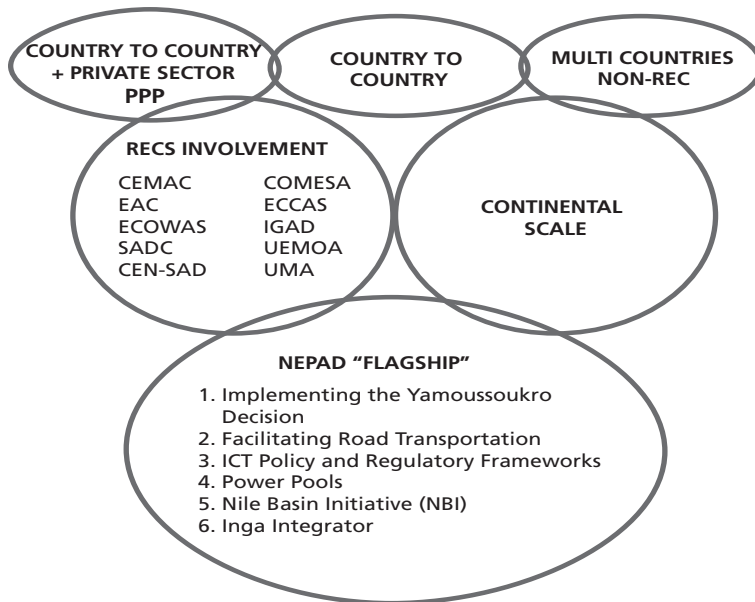 COUNTRY TO COUNTRY
+ PRIVATE SECTOR
PPP
COUNTRY TO
COUNTRY
MULTI COUNTRIES
NON-REC
RECS INVOLVEMENT
CEMAC COMESA
EAC ECCAS
ECOWAS IGAD
SADC UEMOA
CEN-SAD UMA
CONTINENTAL
SCALE
NEPAD “FLAGSHIP”
1. Implementing the Yamoussoukro
Decision
2. Facilitating Road Transportation
3. ICT Policy and Regulatory Frameworks
4. Power Pools
5. Nile Basin Initiative (NBI)
6. Inga Integrator